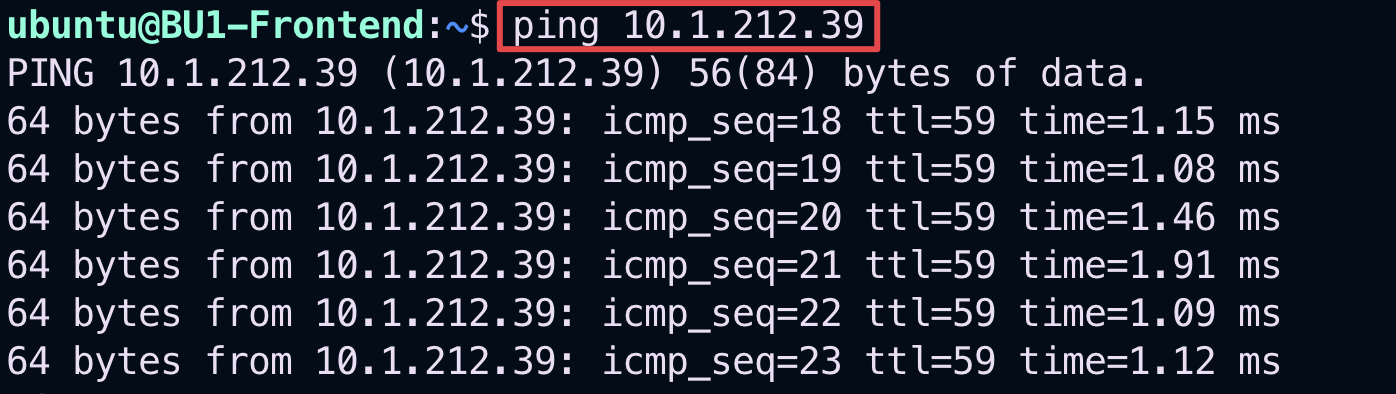 ubuntu@BU1-Frontend:~$ ping 10.1.212.39
PING 10.1.212.39 (10.1.212.39) 56(84) bytes of data.
64 bytes from 10.1.212.39: icmp_seq=18 ttl=59 time=1.15 ms
64 bytes from 10.1.212.39: icmp_seq=19 ttl=59 time=1.08 ms
64 bytes from 10.1.212.39: icmp_seq=20 ttl=59 time=1.46 ms
64 bytes from 10.1.212.39: icmp_seq=21 ttl=59 time=1.91 ms
64 bytes from 10.1.212.39: icmp_seq=22 ttl=59 time=1.09 ms
64 bytes from 10.1.212.39: icmp_seq=23 ttl=59 time=1.12 ms